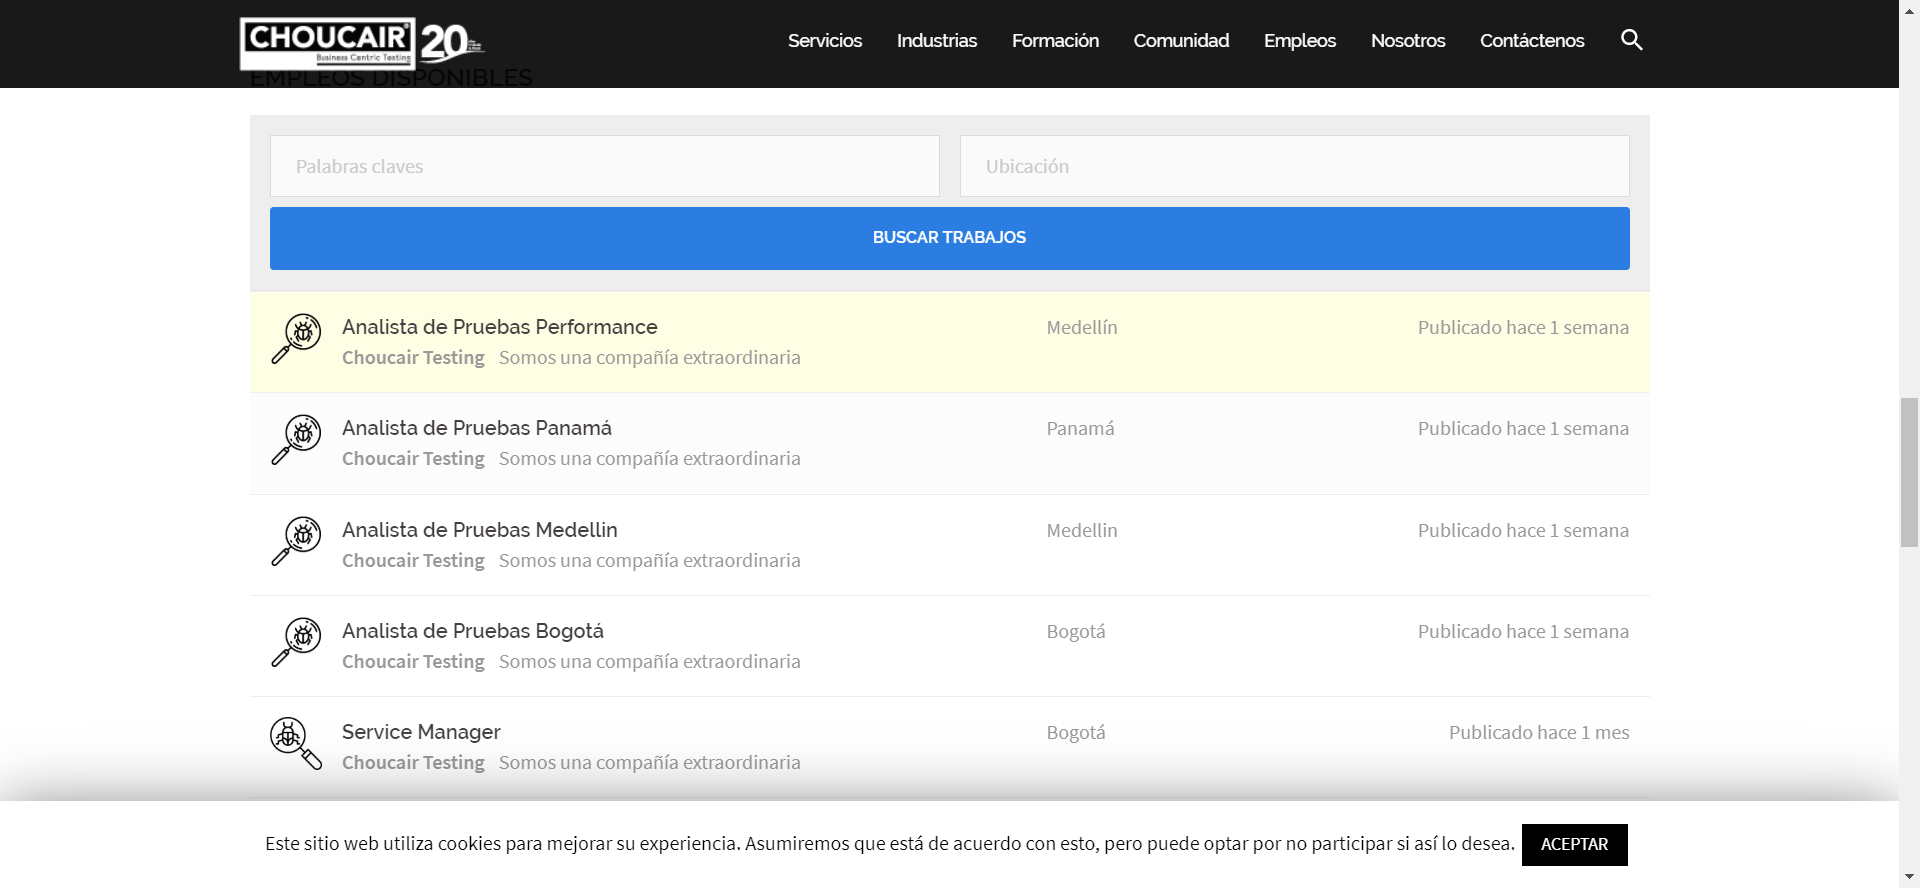 CHOUCAIR 20
Business Centric Testing
Servicios Industrias Formación Comunidad Empleos Nosotros Contáctenos
EMPLEOS DISPONIBLES
Palabras claves Ubicación
BUSCAR TRABAJOS
Analista de Pruebas Performance Medellín Publicado hace 1 semana
Choucair Testing Somos una compañía extraordinaria
Analista de Pruebas Panamá Panamá Publicado hace 1 semana
Choucair Testing Somos una compañía extraordinaria
Analista de Pruebas Medellin Medellin Publicado hace 1 semana
Choucair Testing Somos una compañía extraordinaria
Analista de Pruebas Bogotá Bogotá Publicado hace 1 semana
Choucair Testing Somos una compañía extraordinaria
Service Manager Bogotá Publicado hace 1 mes
Choucair Testing Somos una compañía extraordinaria
Este sitio web utiliza cookies para mejorar su experiencia. Asumiremos que está de acuerdo con esto, pero puede optar por no participar si así lo desea. ACEPTAR